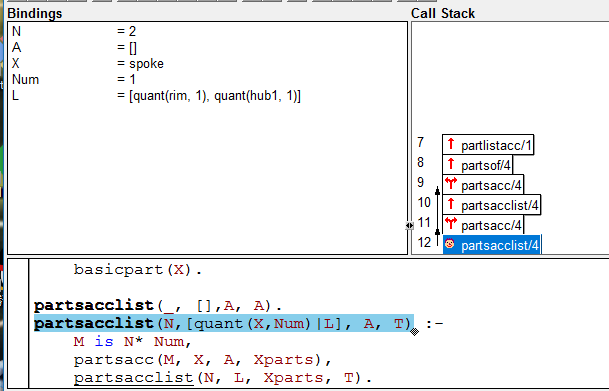 Bindings
N = 2
A = []
X = spoke
Num = 1
L = [quant(rim, 1), quant(hub1, 1)]
Call Stack
7 partlistacc/1
8 partsof/4
9 partsacc/4
10 partsacclist/4
11 partsacc/4
12 partsacclist/4
basicpart(X).
partsacclist(_, [],A, A).
partsacclist(N,[quant(X,Num)|L], A, T) :-
M is N* Num,
partsacc(M, X, A, Xparts),
partsacclist(N, L, Xparts, T).